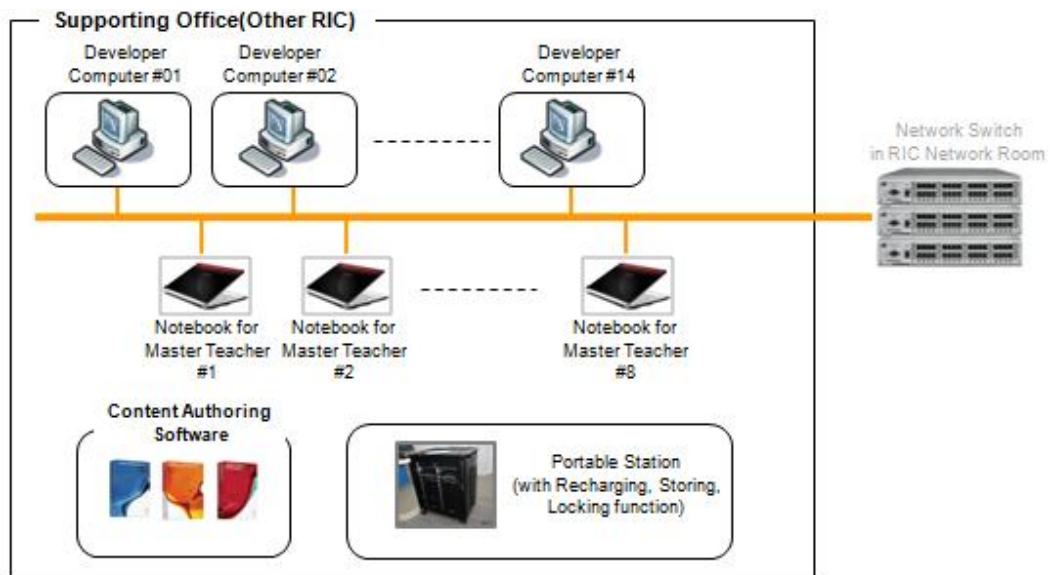 Supporting Office(Other RIC)
Developer
Computer #01
Developer
Computer #02
Developer
Computer #14
Network Switch
in RIC Network Room
Notebook for
Master Teacher
#1
Notebook for
Master Teacher
#2
Notebook for
Master Teacher
#8
Content Authoring
Software
Portable Station
(with Recharging, Storing,
Locking function)